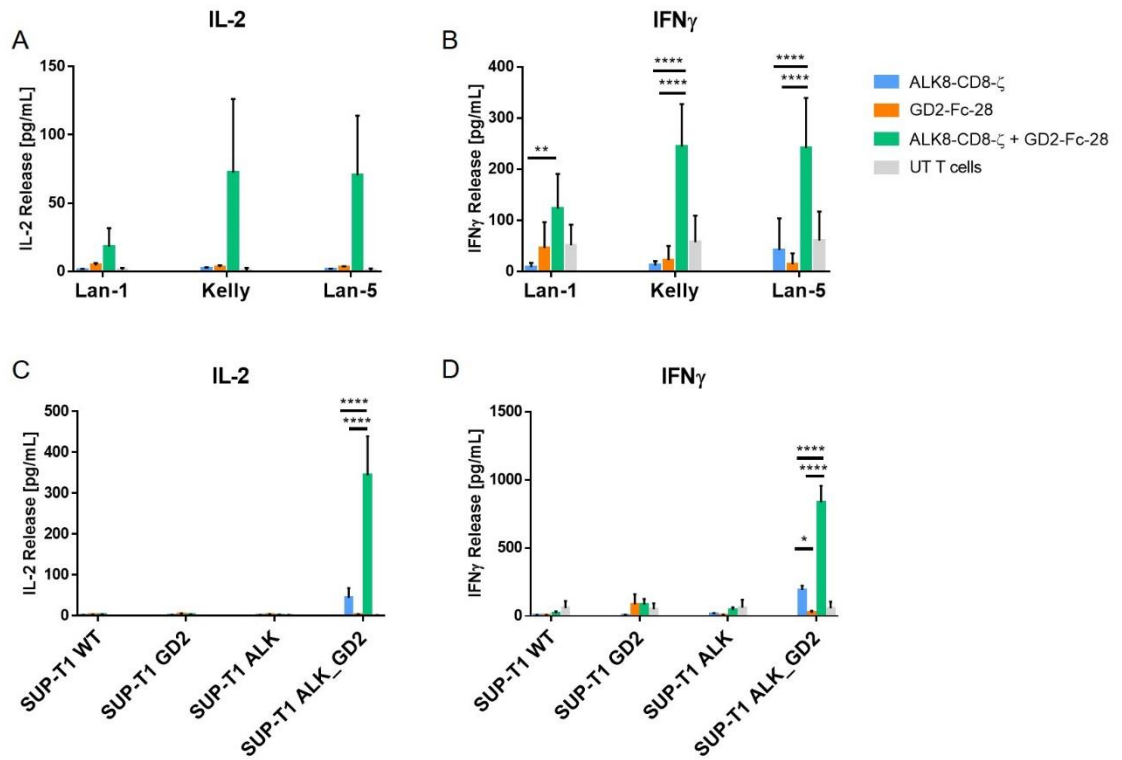 A
IL-2
IL-2 Release [pg/mL]
150
100
50
0
Lan-1 Kelly Lan-5
B
IFNγ
IFNγ Release [pg/mL]
400
300
200
100
0
** **** **** **** ****
Lan-1 Kelly Lan-5
ALK8-CD8-ζ
GD2-Fc-28
ALK8-CD8-ζ + GD2-Fc-28
UT T cells
C
IL-2
IL-2 Release [pg/mL]
500
400
300
200
100
0
****
****
SUP-T1 WT
SUP-T1 GD2
SUP-T1 ALK
SUP-T1 ALK_GD2
D
IFNγ
IFNγ Release [pg/mL]
1500
1000
500
0
****
****
*
SUP-T1 WT
SUP-T1 GD2
SUP-T1 ALK
SUP-T1 ALK_GD2